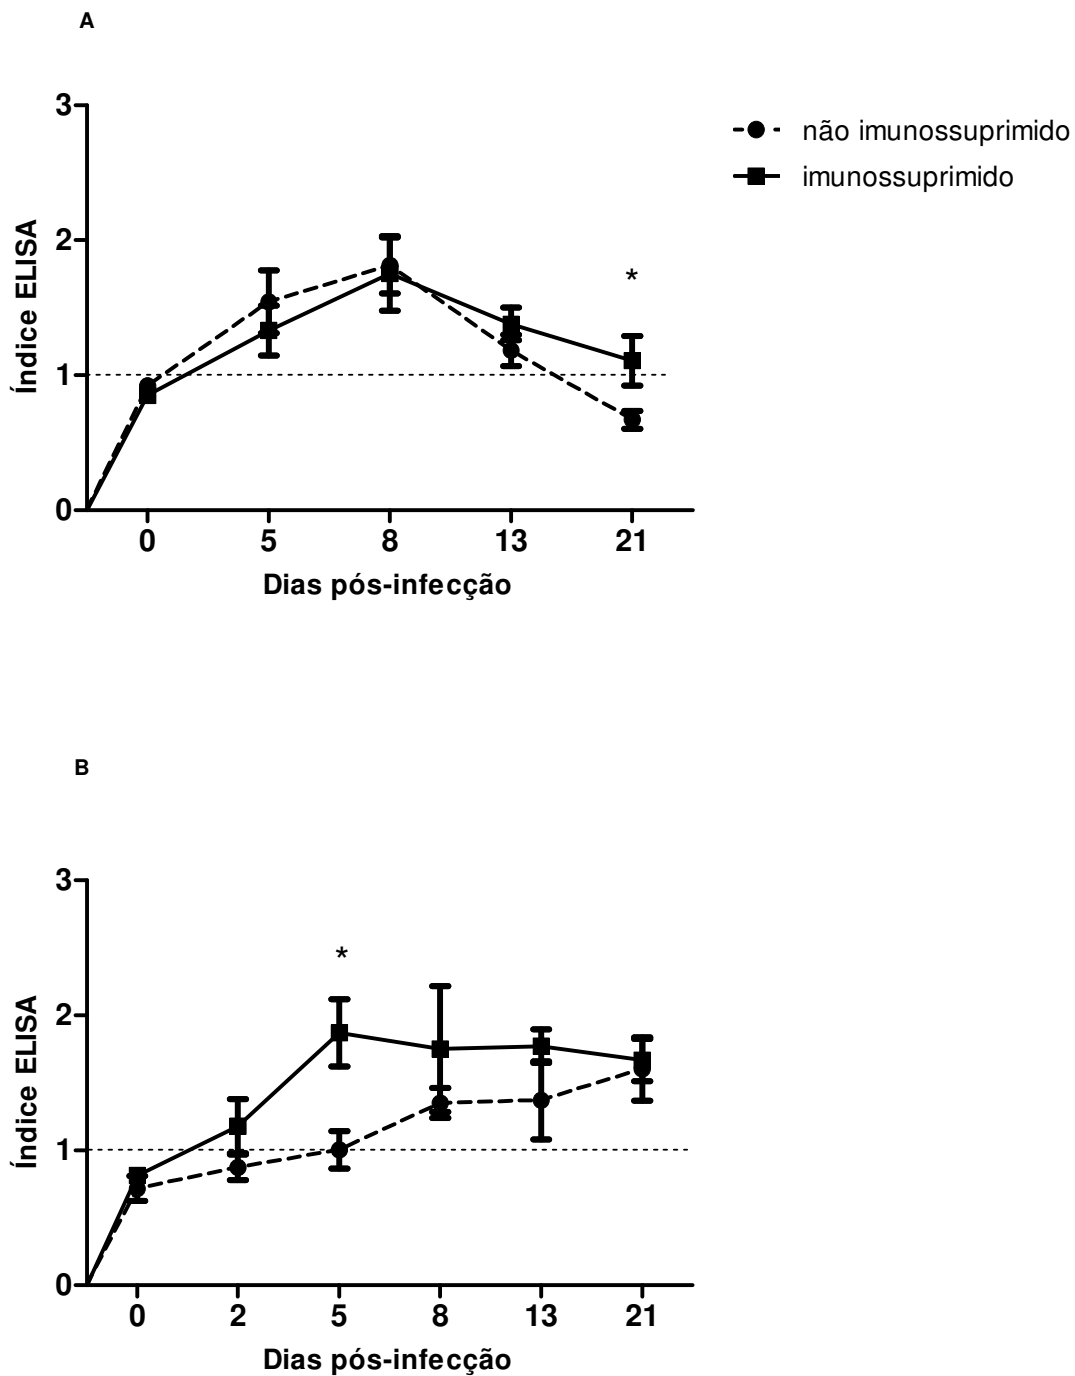 A
3
não imunossuprimido
imunossuprimido
2
*
Índice ELISA
1
0
0 5 8 13 21
Dias pós-infecção
B
3
*
2
Índice ELISA
1
0
0 2 5 8 13 21
Dias pós-infecção